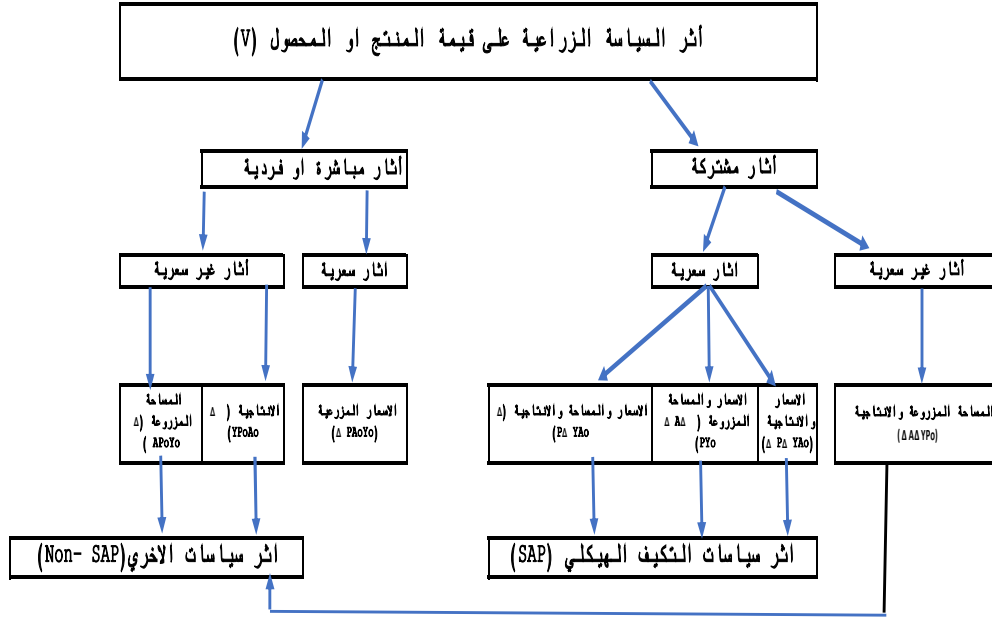 أثر السياسة الزراعية على قيمة المنتج او المحصول (V)
أثار مشتركة
أثار مباشرة او فردية
أثار غير سعرية
اثار سعرية
اثار سعرية
أثار غير سعرية
المساحة المزروعة والانتاجية
(Δ AΔ YPo)
الاسعار
والانتاجية
(Δ PΔ YAo)
الاسعار والمساحة
المزروعة ( Δ AΔ
PYo)
الاسعار والمساحة والانتاجية (Δ
PΔ YAo)
الاسعار المزرعية
(Δ PAoYo)
الانتاجية ( Δ
YPoAo)
المساحة
المزروعة (Δ
APoYo )
اثر سياسات التكيف الهيكلي (SAP)
اثر سياسات الاخري(Non- SAP)